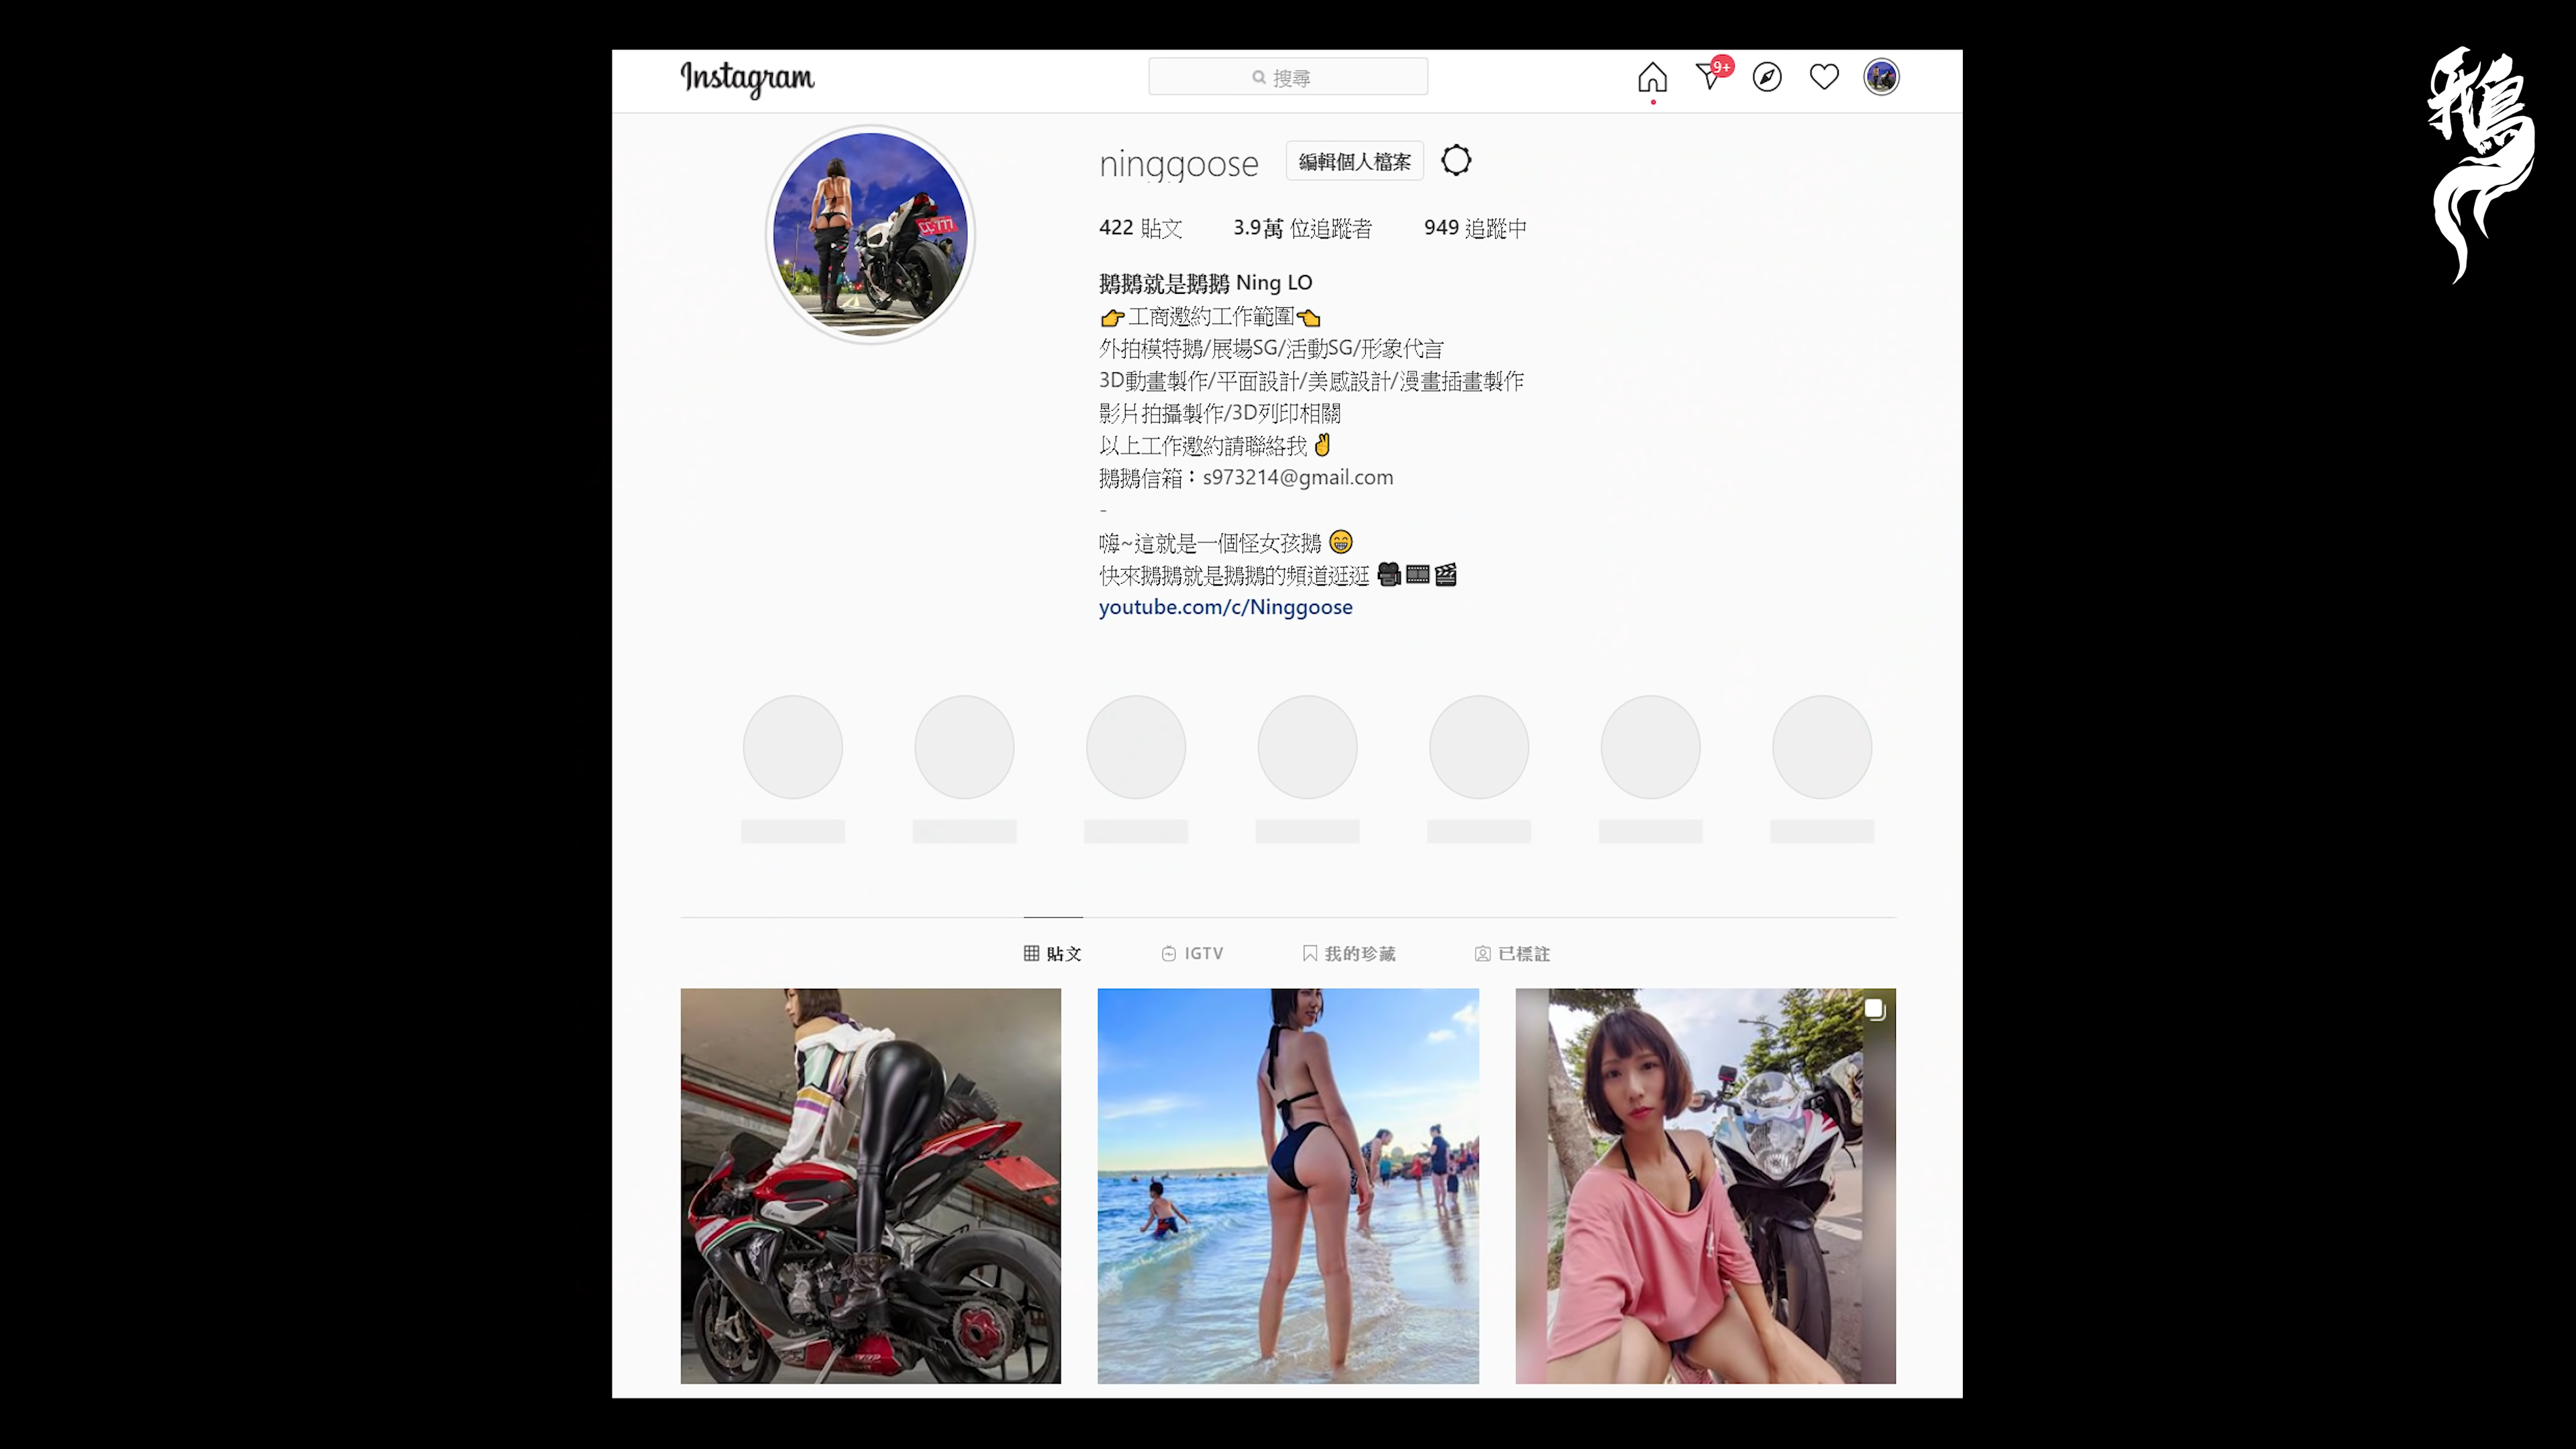 Instagram
搜尋
9+
鵝
ninggoose
編輯個人檔案
422 貼文
3.9萬 位追蹤者
949 追蹤中
CC-777
鵝鵝就是鵝鵝 Ning LO
👉工商邀約工作範圍👈
外拍模特鵝/展場SG/活動SG/形象代言
3D動畫製作/平面設計/美感設計/漫畫插畫製作
影片拍攝製作/3D列印相關
以上工作邀約請聯絡我✌
鵝鵝信箱：s973214@gmail.com
-
嗨~這就是一個怪女孩鵝😁
快來鵝鵝就是鵝鵝的頻道逛逛🎥🎞🎬
youtube.com/c/Ninggoose
貼文
IGTV
我的珍藏
已標註